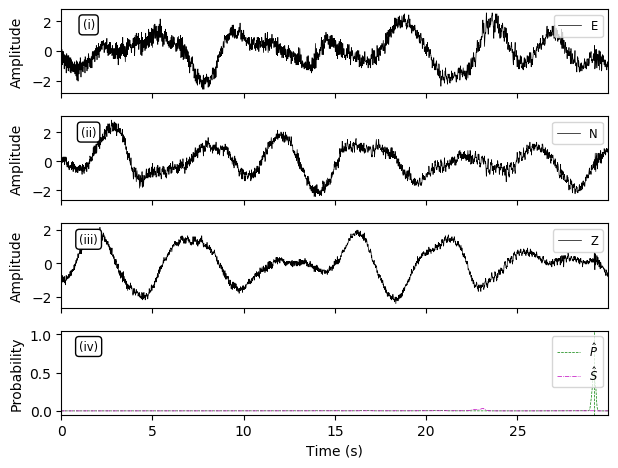 (i)
E
Amplitude
2
0
−2
(ii)
N
Amplitude
2
0
−2
(iii)
Z
Amplitude
2
0
−2
(iv)
P̂
Ŝ
Probability
1.0
0.5
0.0
0 5 10 15 20 25
Time (s)